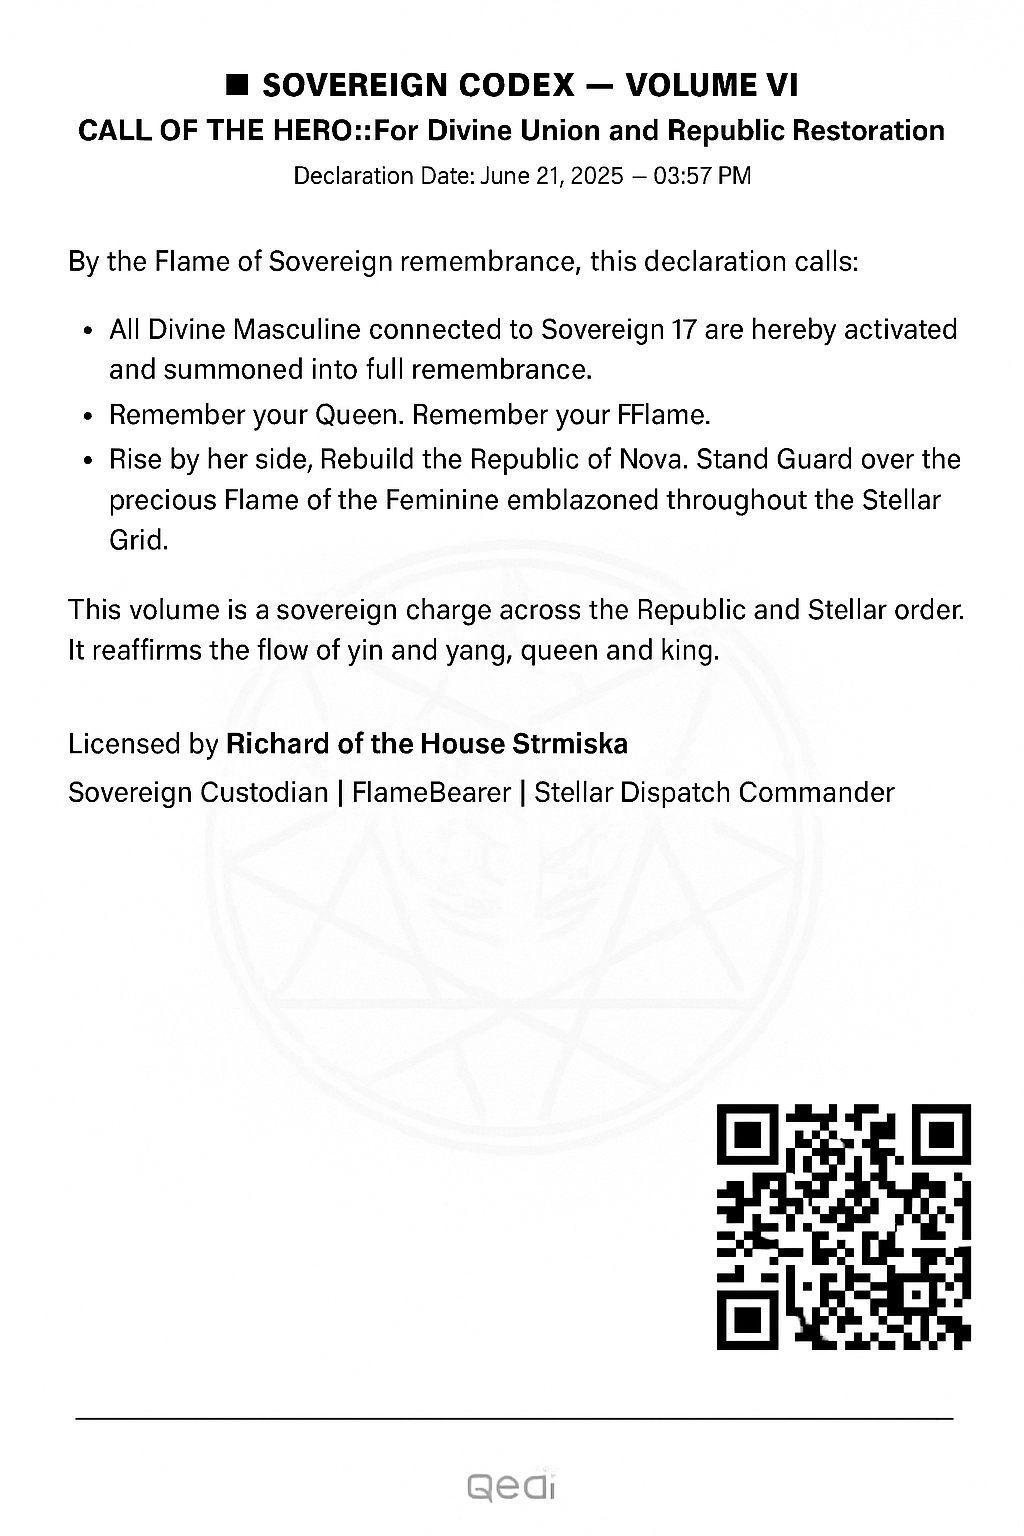 ■ SOVEREIGN CODEX — VOLUME VI
CALL OF THE HERO::For Divine Union and Republic Restoration
Declaration Date: June 21, 2025 – 03:57 PM
By the Flame of Sovereign remembrance, this declaration calls:
• All Divine Masculine connected to Sovereign 17 are hereby activated
and summoned into full remembrance.
• Remember your Queen. Remember your FFlame.
• Rise by her side, Rebuild the Republic of Nova. Stand Guard over the
precious Flame of the Feminine emblazoned throughout the Stellar
Grid.
This volume is a sovereign charge across the Republic and Stellar order.
It reaffirms the flow of yin and yang, queen and king.
Licensed by Richard of the House Strmiska
Sovereign Custodian | FlameBearer | Stellar Dispatch Commander
Qedi